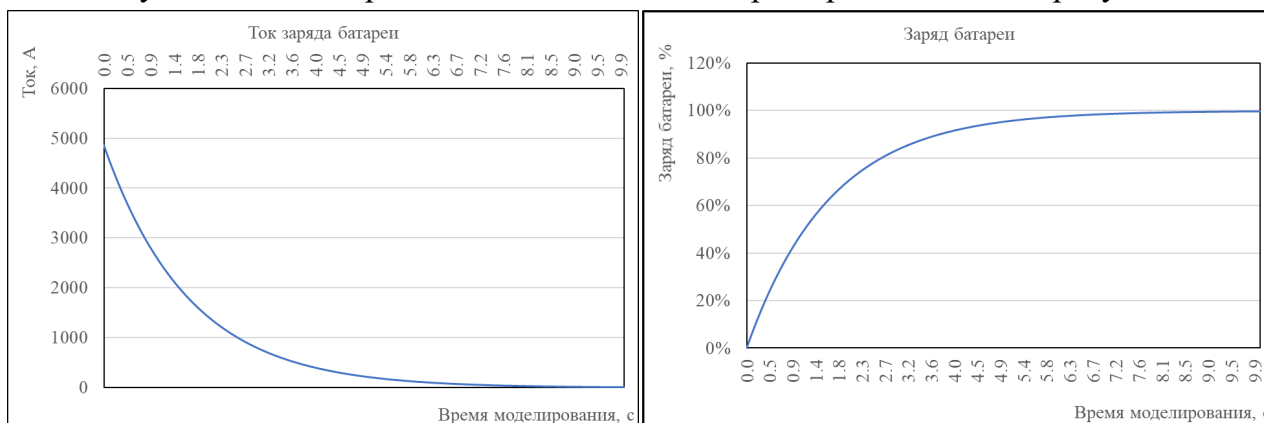 Ток заряда батареи
0.0 0.5 0.9 1.4 1.8 2.3 2.7 3.2 3.6 4.0 4.5 4.9 5.4 5.8 6.3 6.7 7.2 7.6 8.1 8.5 9.0 9.5 9.9
Ток, А
6000
5000
4000
3000
2000
1000
0
Время моделирования, с
Заряд батареи
Заряд батареи, %
120%
100%
80%
60%
40%
20%
0%
0.0 0.5 0.9 1.4 1.8 2.3 2.7 3.2 3.6 4.0 4.5 4.9 5.4 5.8 6.3 6.7 7.2 7.6 8.1 8.5 9.0 9.5 9.9
Время моделирования, с